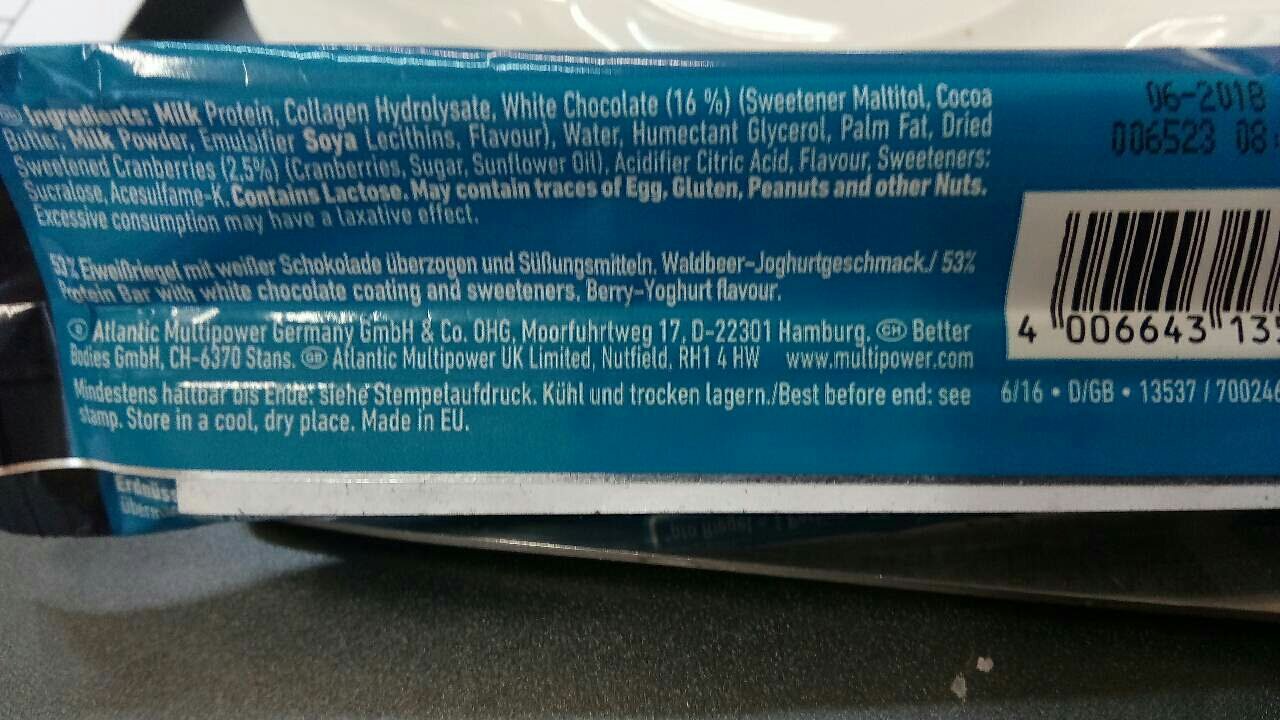 Ingredients: Milk Protein, Collagen Hydrolysate, White Chocolate (16 %) (Sweetener Maltitol, Cocoa
Butter, Milk Powder, Emulsifier Soya Lecithins, Flavour), Water, Humectant Glycerol, Palm Fat, Dried
Sweetened Cranberries (2,5%) (Cranberries, Sugar, Sunflower Oil), Acidifier Citric Acid, Flavour, Sweeteners:
Sucralose, Acesulfame-K. Contains Lactose. May contain traces of Egg, Gluten, Peanuts and other Nuts.
Excessive consumption may have a laxative effect.
53% Eiweißriegel mit weißer Schokolade überzogen und Süßungsmitteln. Waldbeer-Joghurtgeschmack./ 53%
Protein Bar with white chocolate coating and sweeteners. Berry-Yoghurt flavour.
D Atlantic Multipower Germany GmbH & Co. OHG, Moorfuhrtweg 17, D-22301 Hamburg, CH Better
Bodies GmbH, CH-6370 Stans. GB Atlantic Multipower UK Limited, Nutfield, RH1 4 HW www.multipower.com
Mindestens haltbar bis Ende: siehe Stempelaufdruck. Kühl und trocken lagern./Best before end: see
stamp. Store in a cool, dry place. Made in EU.
06-2018
006523 08
4 006643 13
6/16 • D/GB • 13537 / 70024